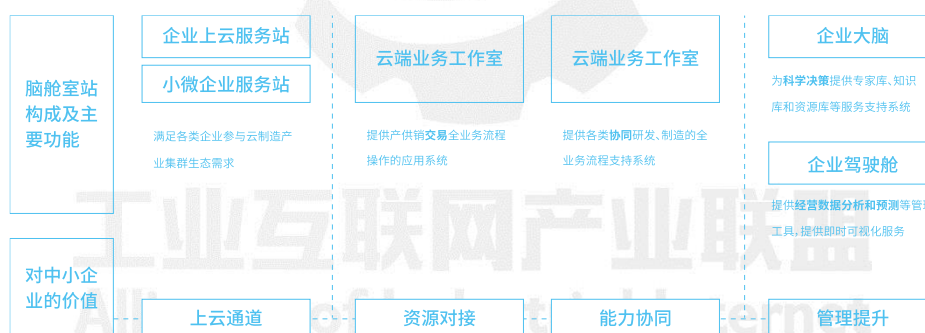 脑舱室站
构成及主
要功能
企业上云服务站
小微企业服务站
满足各类企业参与云制造产
业集群生态需求
云端业务工作室
提供产供销交易全业务流程
操作的应用系统
云端业务工作室
提供各类协同研发、制造的全
业务流程支持系统
企业大脑
为科学决策提供专家库、知识
库和资源库等服务支持系统
企业驾驶舱
提供经营数据分析和预测等管理
工具,提供即时可视化服务
工业互联网产业联盟
对中小企
业的价值
上云通道
资源对接
能力协同
管理提升
Alliance of Industrial Internet